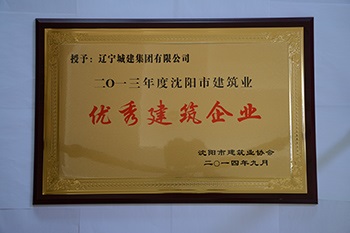 授予：辽宁城建集团有限公司
二〇一三年度沈阳市建筑业
优秀建筑企业
沈阳市建筑业协会
二〇一四年九月